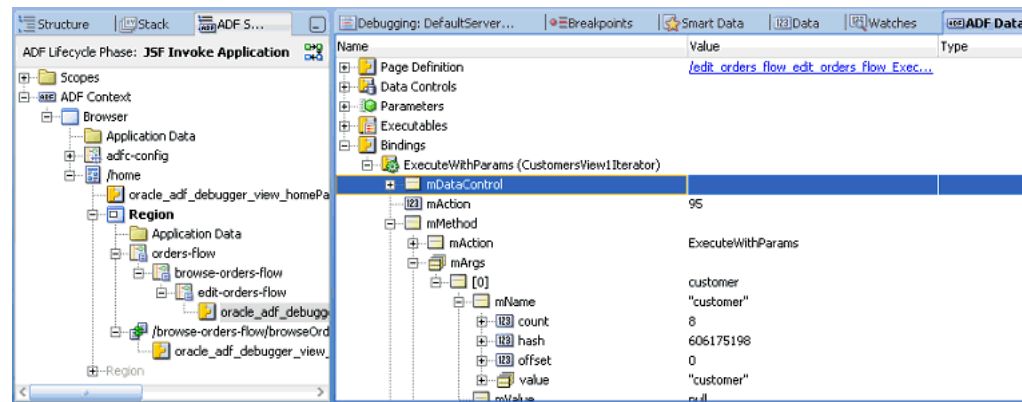 Structure
Stack
ADF S...
ADF Lifecycle Phase: JSF Invoke Application
Scopes
ADF Context
Browser
Application Data
adfc-config
/home
oracle_adf_debugger_view_homePa
Region
Application Data
orders-flow
browse-orders-flow
edit-orders-flow
oracle_adf_debugg
/browse-orders-flow/browseOrd
oracle_adf_debugger_view_
Region
Debugging: DefaultServer...
Breakpoints
Smart Data
Data
Watches
ADF Data
Name Value Type
Page Definition /edit_orders_flow_edit_orders_flow_Exec...
Data Controls
Parameters
Executables
Bindings
ExecuteWithParams (CustomersView1Iterator)
mDataControl
mAction 95
mMethod
mAction ExecuteWithParams
mArgs
[0] customer
mName "customer"
count 8
hash 606175198
offset 0
value "customer"
mValue null